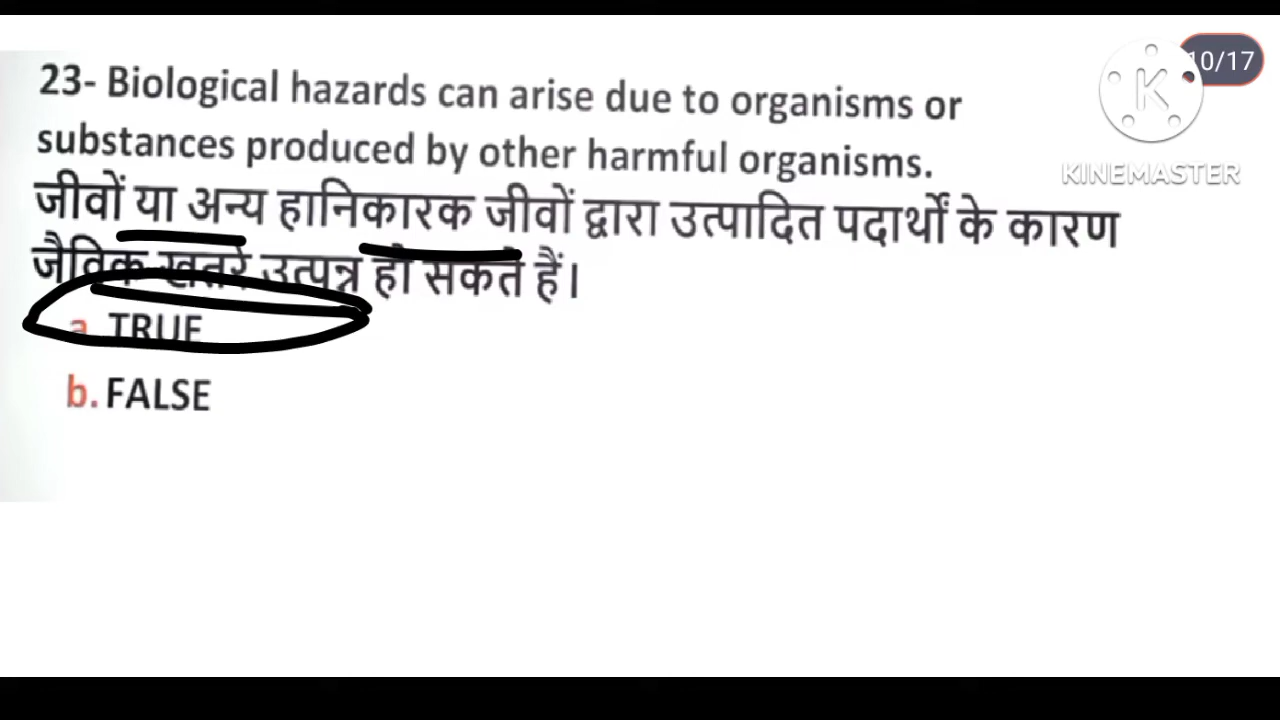 10/17
KINEMASTER
23- Biological hazards can arise due to organisms or
substances produced by other harmful organisms.
जीवों या अन्य हानिकारक जीवों द्वारा उत्पादित पदार्थों के कारण
जैविक खतरे उत्पन्न हो सकते हैं।
a. TRUE
b. FALSE